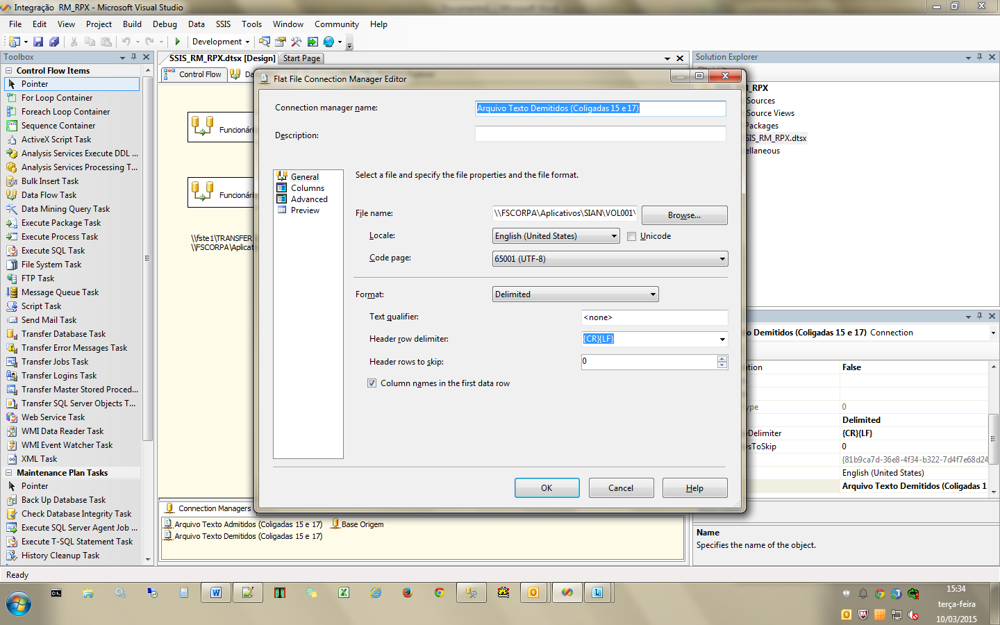 Integração RM_RPX - Microsoft Visual Studio
File Edit View Project Build Debug Data SSIS Tools Window Community Help
Development
Toolbox
Control Flow Items
Pointer
For Loop Container
Foreach Loop Container
Sequence Container
ActiveX Script Task
Analysis Services Execute DDL ...
Analysis Services Processing T...
Bulk Insert Task
Data Flow Task
Data Mining Query Task
Execute Package Task
Execute Process Task
Execute SQL Task
File System Task
FTP Task
Message Queue Task
Script Task
Send Mail Task
Transfer Database Task
Transfer Error Messages Task
Transfer Jobs Task
Transfer Logins Task
Transfer Master Stored Proced...
Transfer SQL Server Objects T...
Web Service Task
WMI Data Reader Task
WMI Event Watcher Task
XML Task
Maintenance Plan Tasks
Pointer
Back Up Database Task
Check Database Integrity Task
Execute SQL Server Agent Job ...
Execute T-SQL Statement Task
History Cleanup Task
SSIS_RM_RPX.dtsx [Design] Start Page
Control Flow
Da
Funcionári
Funcionári
\\fste1\TRANSFER
\\FSCORPA\Aplicat
Flat File Connection Manager Editor
Connection manager name: Arquivo Texto Demitidos (Coligadas 15 e 17)
Description:
General
Columns
Advanced
Preview
Select a file and specify the file properties and the file format.
File name: \\FSCORPA\Aplicativos\SIAN\VOL001\ Browse...
Locale: English (United States) Unicode
Code page: 65001 (UTF-8)
Format: Delimited
Text qualifier: <none>
Header row delimiter: {CR}{LF}
Header rows to skip: 0
Column names in the first data row
OK Cancel Help
Connection Managers
Arquivo Texto Admitidos (Coligadas 15 e 17) Base Origem
Arquivo Texto Demitidos (Coligadas 15 e 17)
Solution Explorer
_RPX
Sources
Source Views
Packages
SIS_RM_RPX.dtsx
ellaneous
o Demitidos (Coligadas 15 e 17) Connection
tion False
ype 0
Delimited
yDelimiter {CR}{LF}
vsToSkip 0
{81b9ca7d-36e8-4f34-b322-7d4f7e68d24
English (United States)
Arquivo Texto Demitidos (Coligadas 1
Name
Specifies the name of the object.
Ready
15:34
terça-feira
10/03/2015